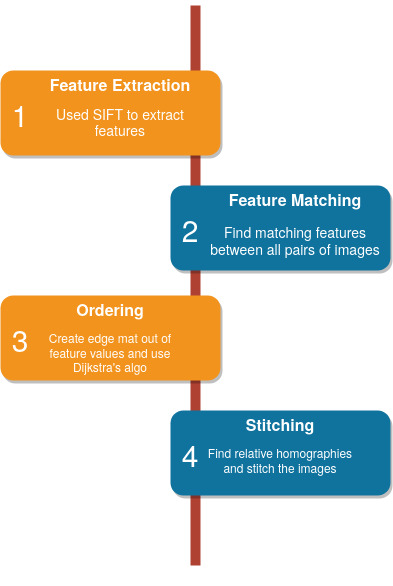 Feature Extraction
1
Used SIFT to extract
features
Feature Matching
2
Find matching features
between all pairs of images
Ordering
3
Create edge mat out of
feature values and use
Dijkstra's algo
Stitching
4
Find relative homographies
and stitch the images